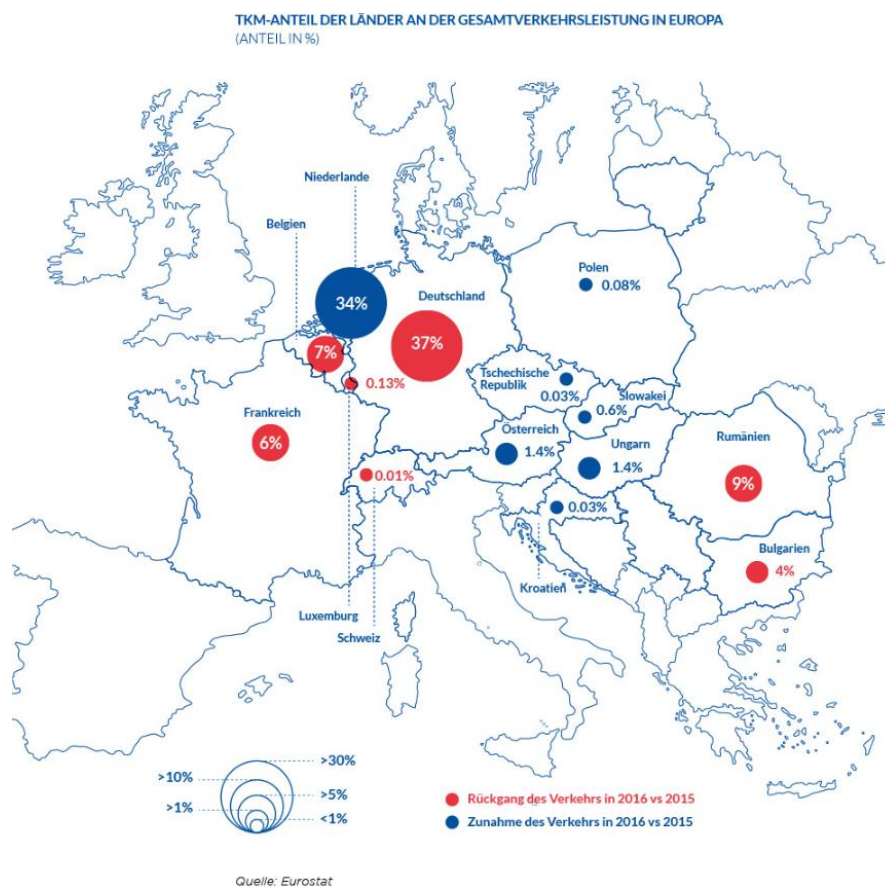 TKM-ANTEIL DER LÄNDER AN DER GESAMTVERKEHRSLEISTUNG IN EUROPA
(ANTEIL IN %)
Niederlande
Belgien
34%
Deutschland
37%
7%
Polen
0.08%
0.13%
Tschechische
Republik
0.03%
Slowakei
0.6%
Frankreich
6%
Österreich
1.4%
Ungarn
1.4%
Rumänien
9%
0.01%
0.03%
Bulgarien
4%
Kroatien
Luxemburg
Schweiz
>30%
>10%
>5%
>1%
<1%
Rückgang des Verkehrs in 2016 vs 2015
Zunahme des Verkehrs in 2016 vs 2015
Quelle: Eurostat